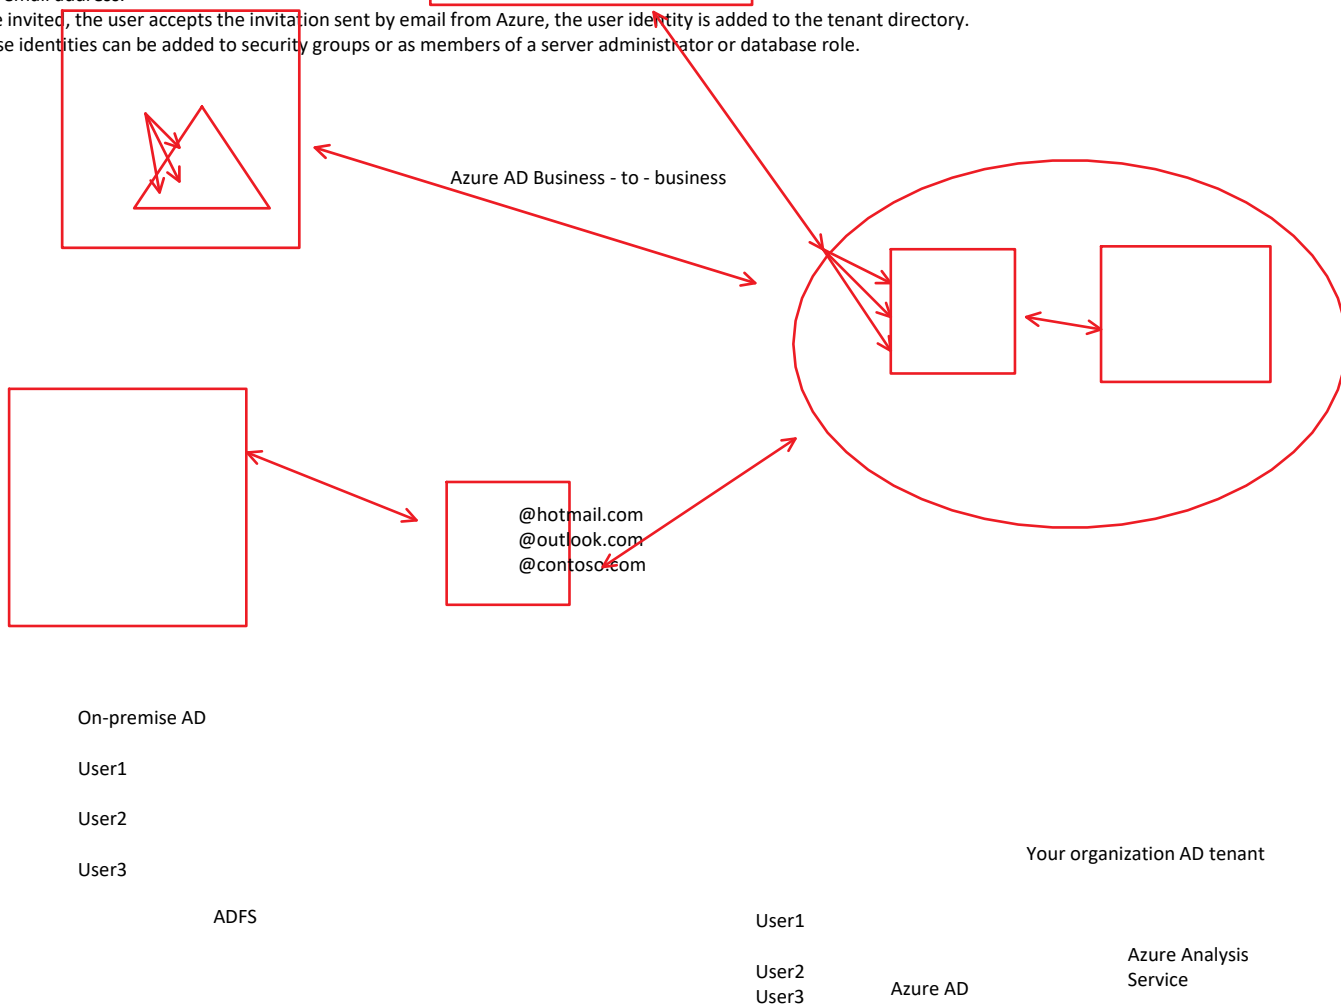 email address.
e invited, the user accepts the invitation sent by email from Azure, the user identity is added to the tenant directory.
se identities can be added to security groups or as members of a server administrator or database role.
Azure AD Business - to - business
@hotmail.com
@outlook.com
@contoso.com
On-premise AD
User1
User2
User3
ADFS
Your organization AD tenant
User1
User2
User3
Azure AD
Azure Analysis
Service